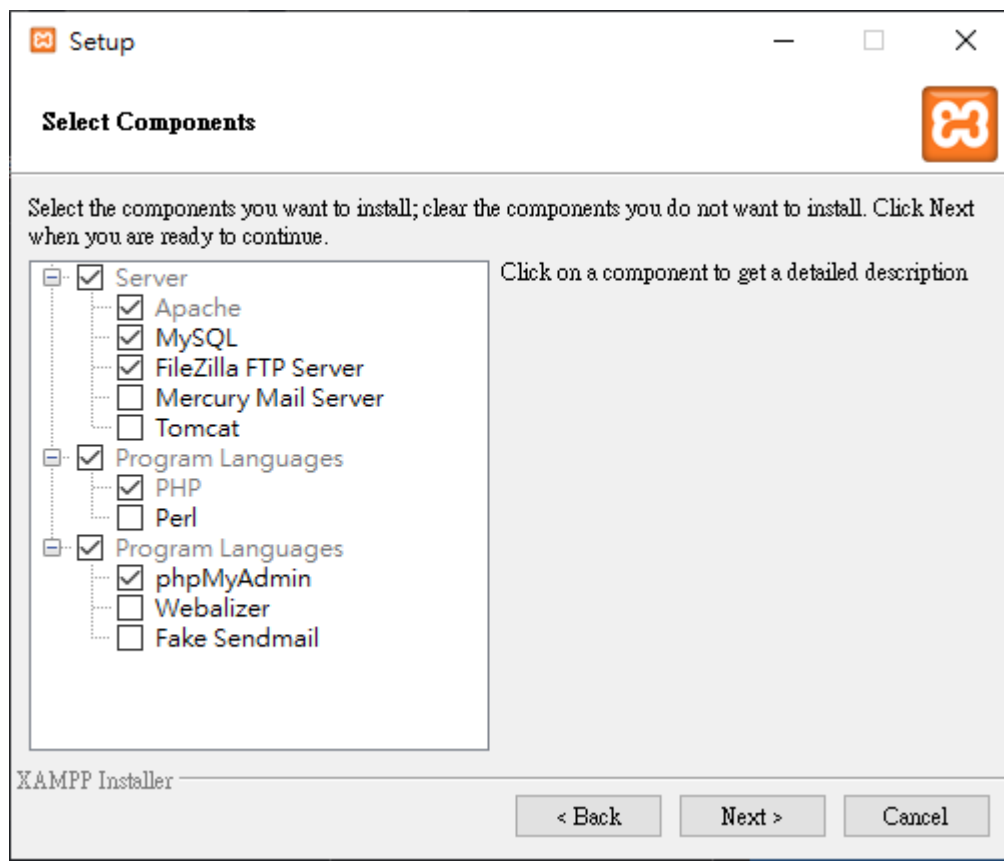 Setup
Select Components
Select the components you want to install; clear the components you do not want to install. Click Next
when you are ready to continue.
Server
Apache
MySQL
FileZilla FTP Server
Mercury Mail Server
Tomcat
Program Languages
PHP
Perl
Program Languages
phpMyAdmin
Webalizer
Fake Sendmail
Click on a component to get a detailed description
XAMPP Installer
< Back
Next >
Cancel